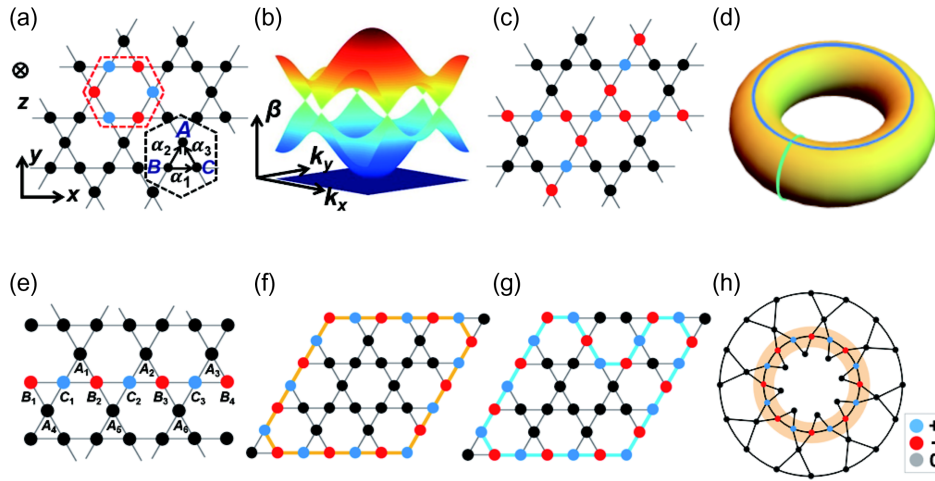 (a)
(b)
(c)
(d)
z
y
x
A
α2
α3
B
C
α1
β
ky
kx
(e)
(f)
(g)
(h)
A1
A2
A3
B1
C1
B2
C2
B3
C3
B4
A4
A5
A6
+
-
0